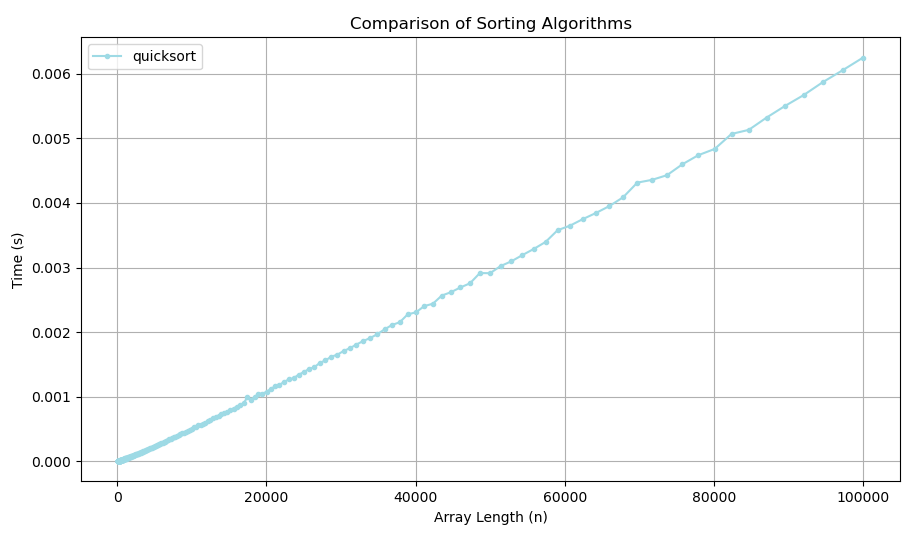 Comparison of Sorting Algorithms
quicksort
0.006
0.005
0.004
0.003
0.002
0.001
0.000
Time (s)
0 20000 40000 60000 80000 100000
Array Length (n)